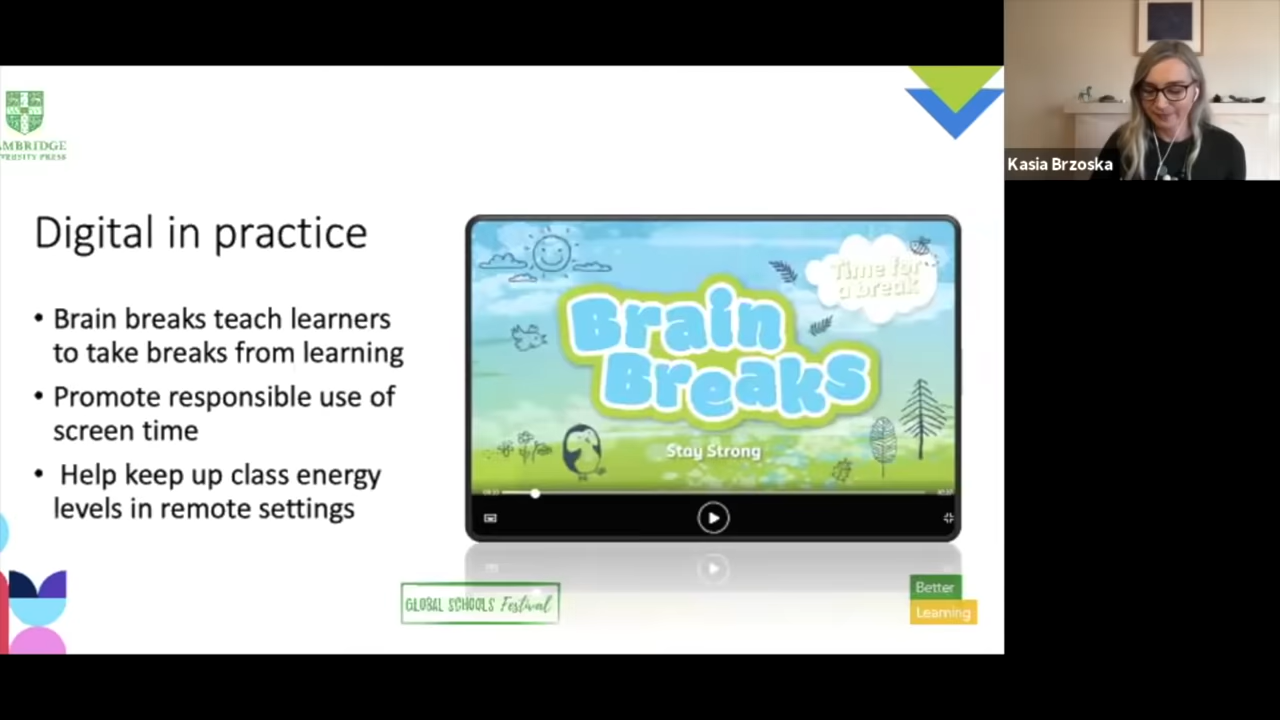 AMBRIDGE
VERSITY PRESS
Digital in practice
• Brain breaks teach learners
to take breaks from learning
• Promote responsible use of
screen time
• Help keep up class energy
levels in remote settings
Time for
a break
Brain
Breaks
Stay Strong
GLOBAL SCHOOLS Festival
Better
Learning
Kasia Brzoska